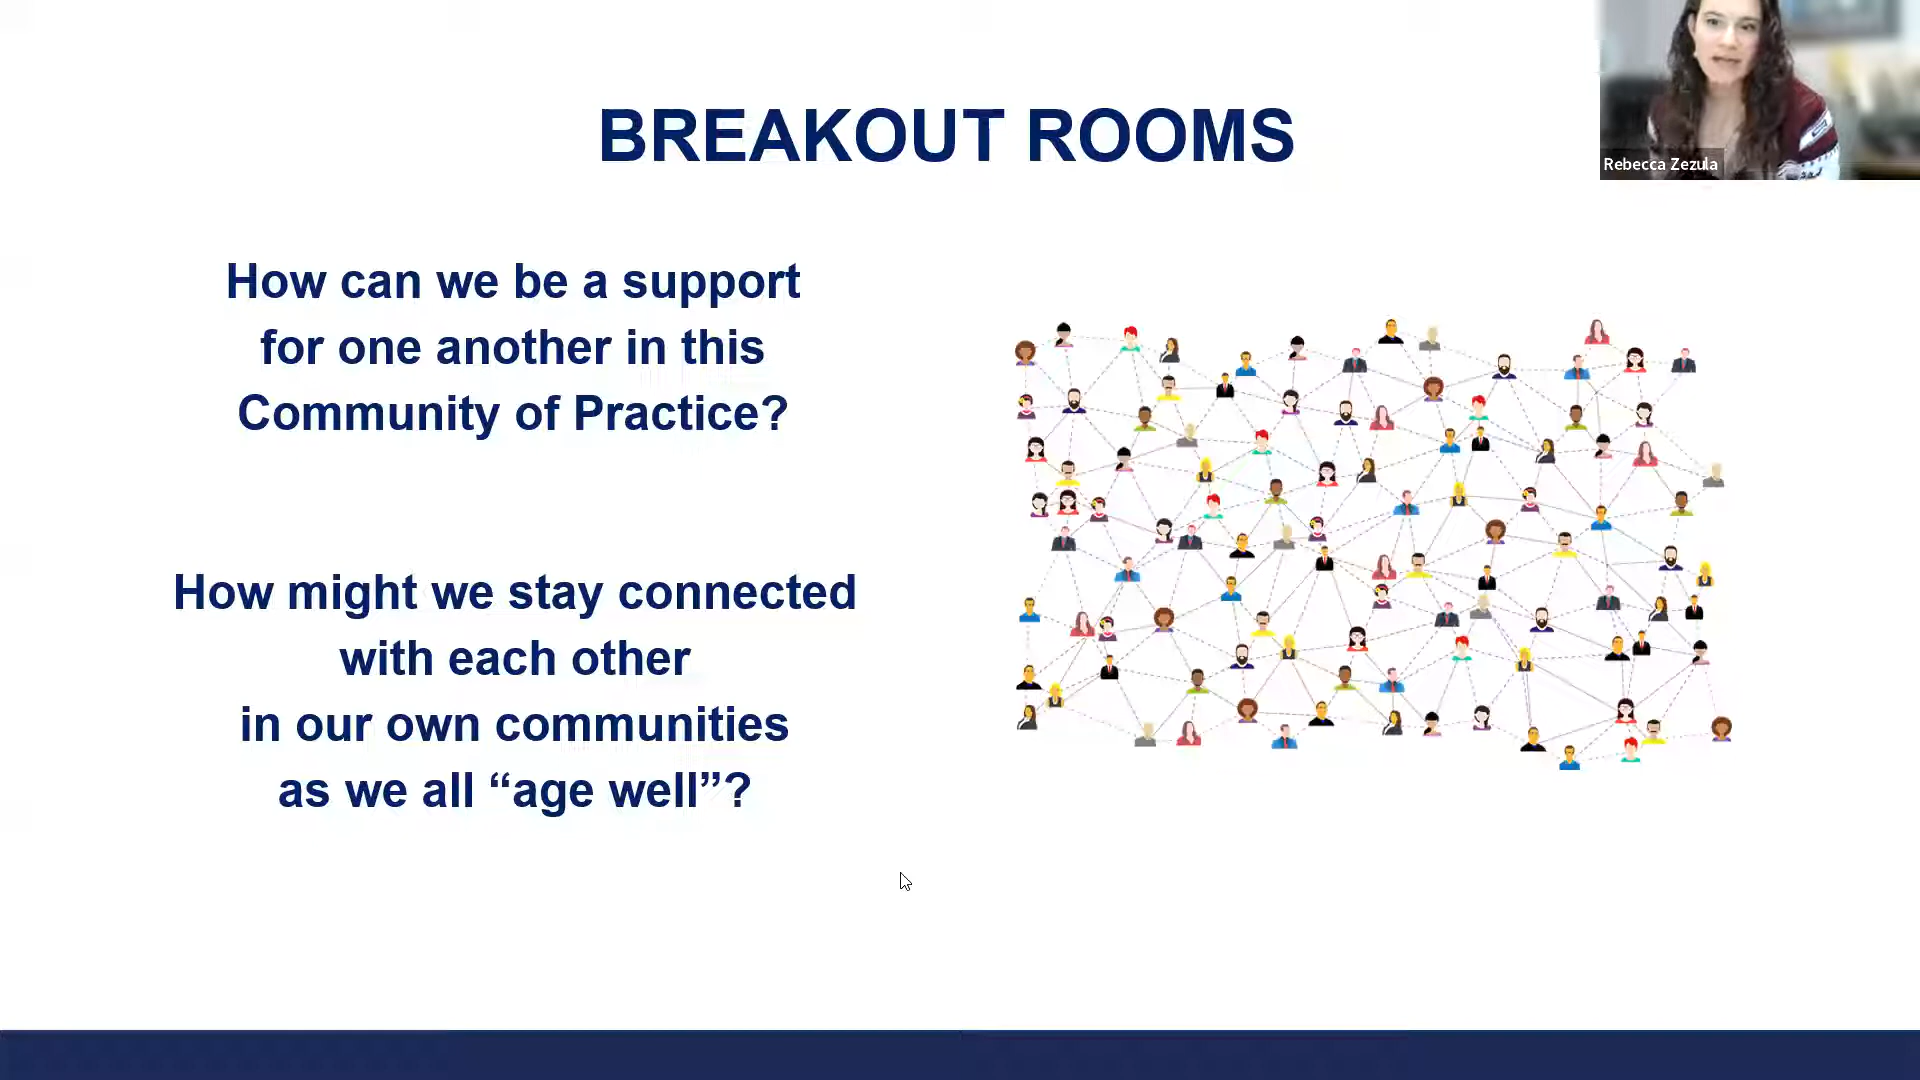 BREAKOUT ROOMS
Rebecca Zezula
How can we be a support
for one another in this
Community of Practice?
How might we stay connected
with each other
in our own communities
as we all “age well”?